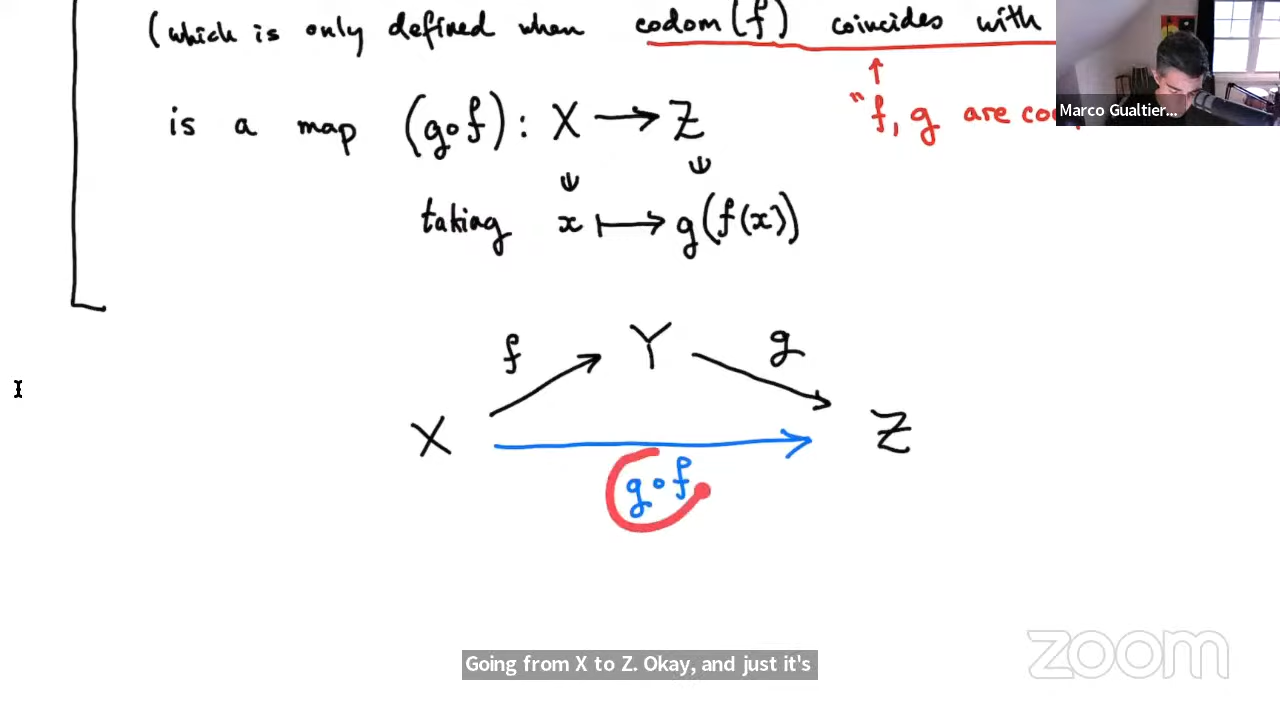 (which is only defined when codom(f) coincides with
is a map (g∘f): X ⟶ Z
"f, g are
Marco Gualtier...
taking x ⟼ g(f(x))
f Y g
X Z
g∘f
Going from X to Z. Okay, and just it's
zoom